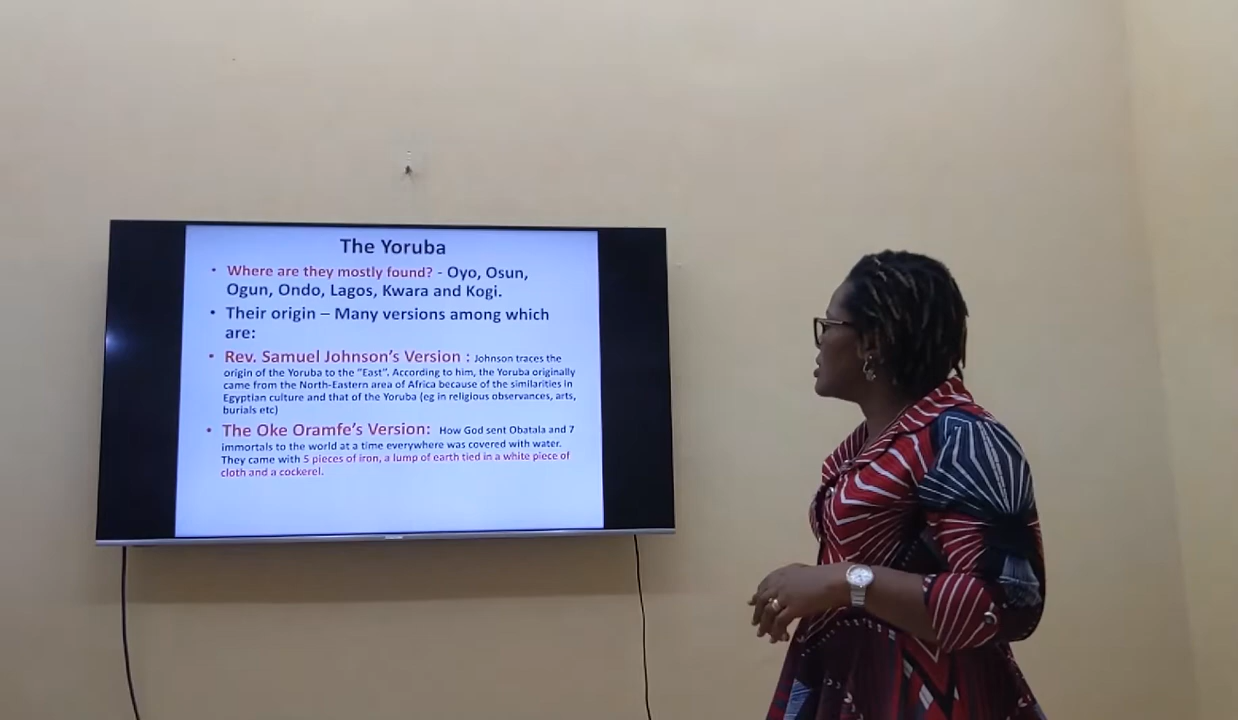 The Yoruba
• Where are they mostly found? - Oyo, Osun,
Ogun, Ondo, Lagos, Kwara and Kogi.
• Their origin – Many versions among which
are:
• Rev. Samuel Johnson's Version : Johnson traces the
origin of the Yoruba to the "East". According to him, the Yoruba originally
came from the North-Eastern area of Africa because of the similarities in
Egyptian culture and that of the Yoruba (eg in religious observances, arts,
burials etc)
• The Oke Oramfe's Version: How God sent Obatala and 7
immortals to the world at a time everywhere was covered with water.
They came with 5 pieces of iron, a lump of earth tied in a white piece of
cloth and a cockerel.